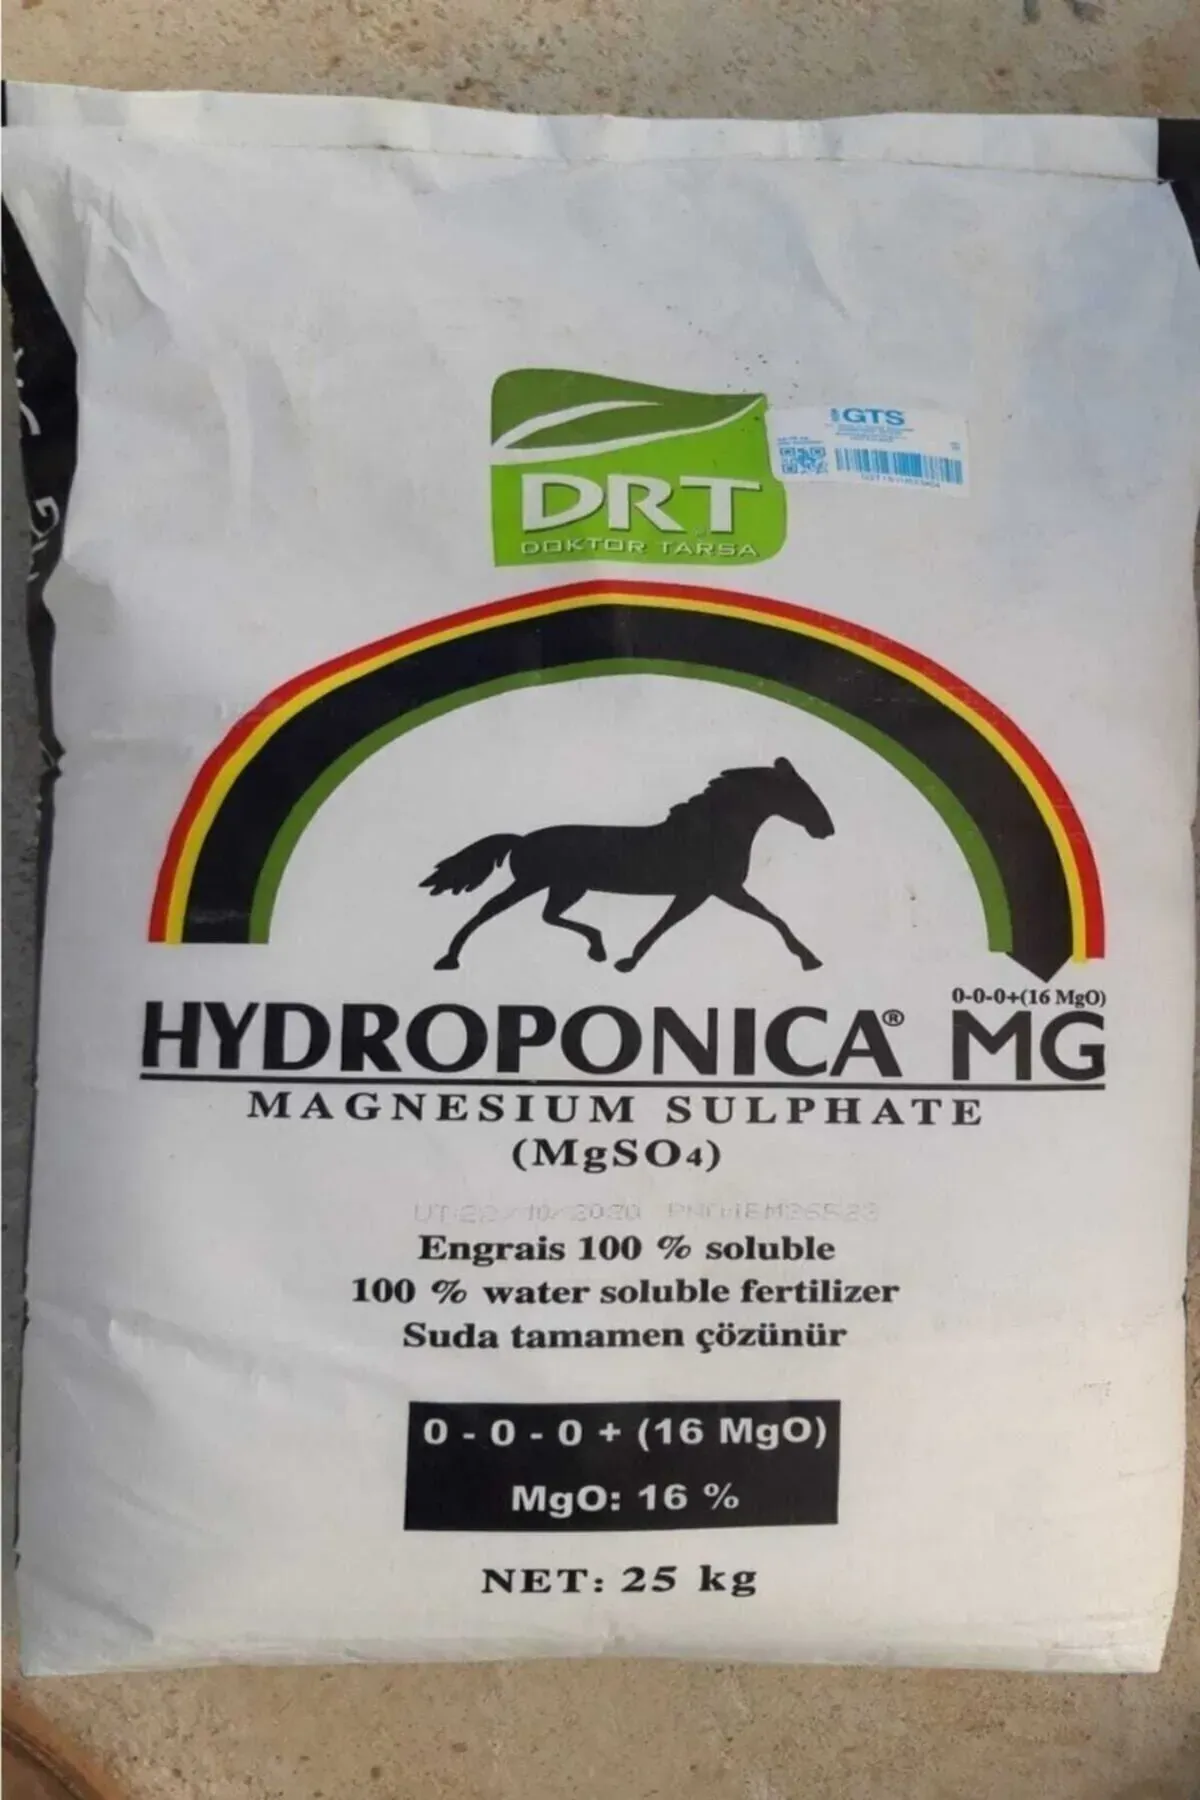 GTS
DRT
DOKTOR TARSA
0-0-0+(16 MgO)
HYDROPONICA® MG
MAGNESIUM SULPHATE
(MgSO4)
Engrais 100 % soluble
100 % water soluble fertilizer
Suda tamamen çözünür
0 - 0 - 0 + (16 MgO)
MgO: 16 %
NET: 25 kg